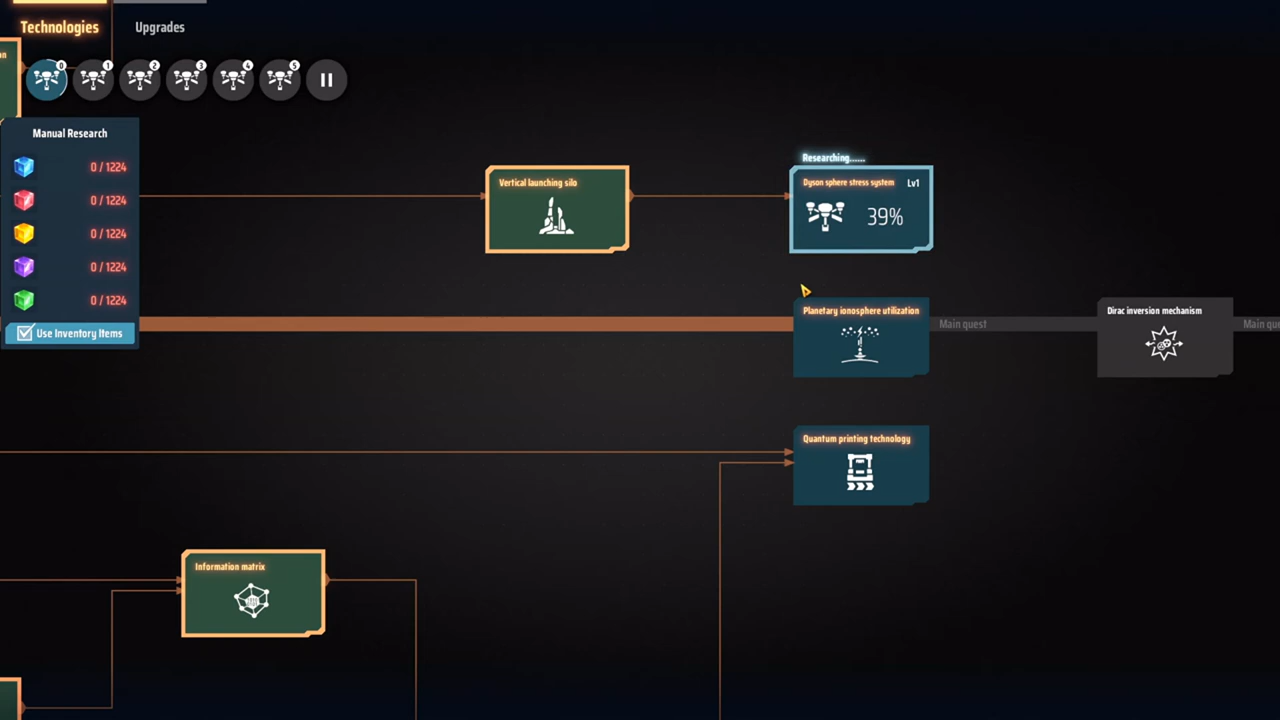 Technologies
Upgrades
on
0
1
2
3
4
5
Manual Research
0 / 1224
0 / 1224
0 / 1224
0 / 1224
0 / 1224
Use Inventory Items
Vertical launching silo
Researching......
Dyson sphere stress system Lv1
39%
Planetary ionosphere utilization
Main quest
Dirac inversion mechanism
Main qu
Quantum printing technology
Information matrix